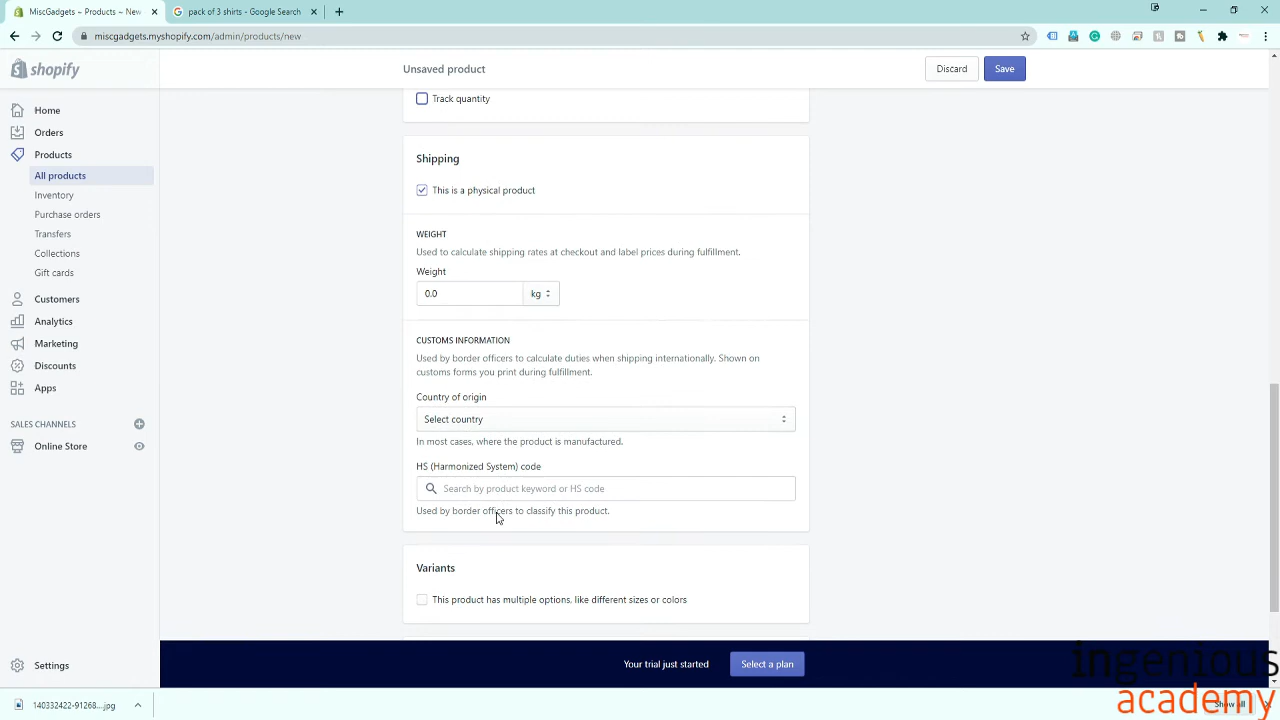 MiscGadgets ~ Products ~ New
pack of 3 shirts - Google Search
miscgadgets.myshopify.com/admin/products/new
shopify
Unsaved product
Discard
Save
Home
Orders
Products
All products
Inventory
Purchase orders
Transfers
Collections
Gift cards
Customers
Analytics
Marketing
Discounts
Apps
SALES CHANNELS
Online Store
Settings
Track quantity
Shipping
This is a physical product
WEIGHT
Used to calculate shipping rates at checkout and label prices during fulfillment.
Weight
0.0
kg
CUSTOMS INFORMATION
Used by border officers to calculate duties when shipping internationally. Shown on
customs forms you print during fulfillment.
Country of origin
Select country
In most cases, where the product is manufactured.
HS (Harmonized System) code
Search by product keyword or HS code
Used by border officers to classify this product.
Variants
This product has multiple options, like different sizes or colors
Your trial just started
Select a plan
ingenious
academy
140332422-91268...jpg
Show all